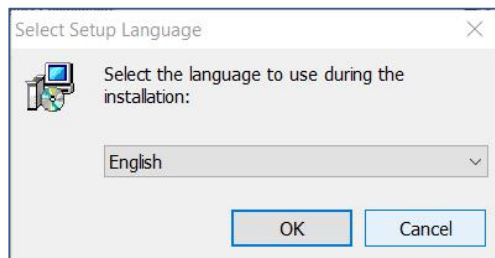 Select Setup Language
Select the language to use during the
installation:
English
OK
Cancel